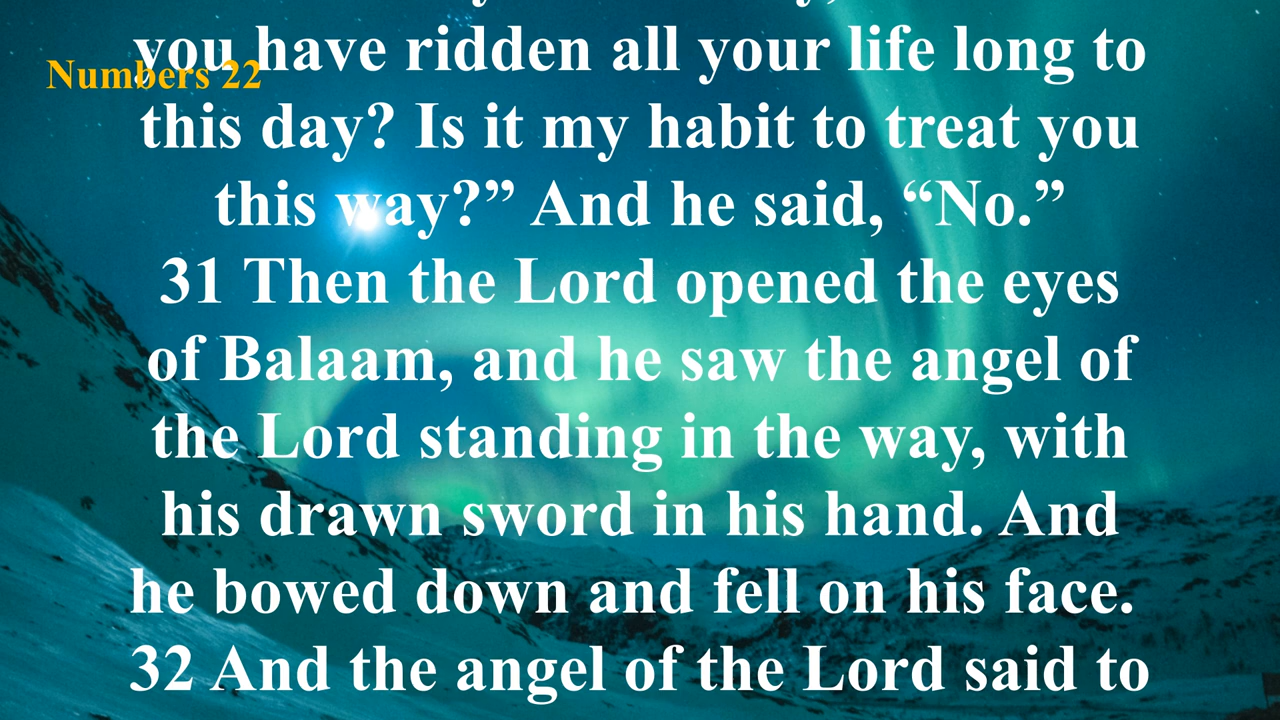 Numbers 22
you have ridden all your life long to
this day? Is it my habit to treat you
this way?” And he said, “No.”
31 Then the Lord opened the eyes
of Balaam, and he saw the angel of
the Lord standing in the way, with
his drawn sword in his hand. And
he bowed down and fell on his face.
32 And the angel of the Lord said to